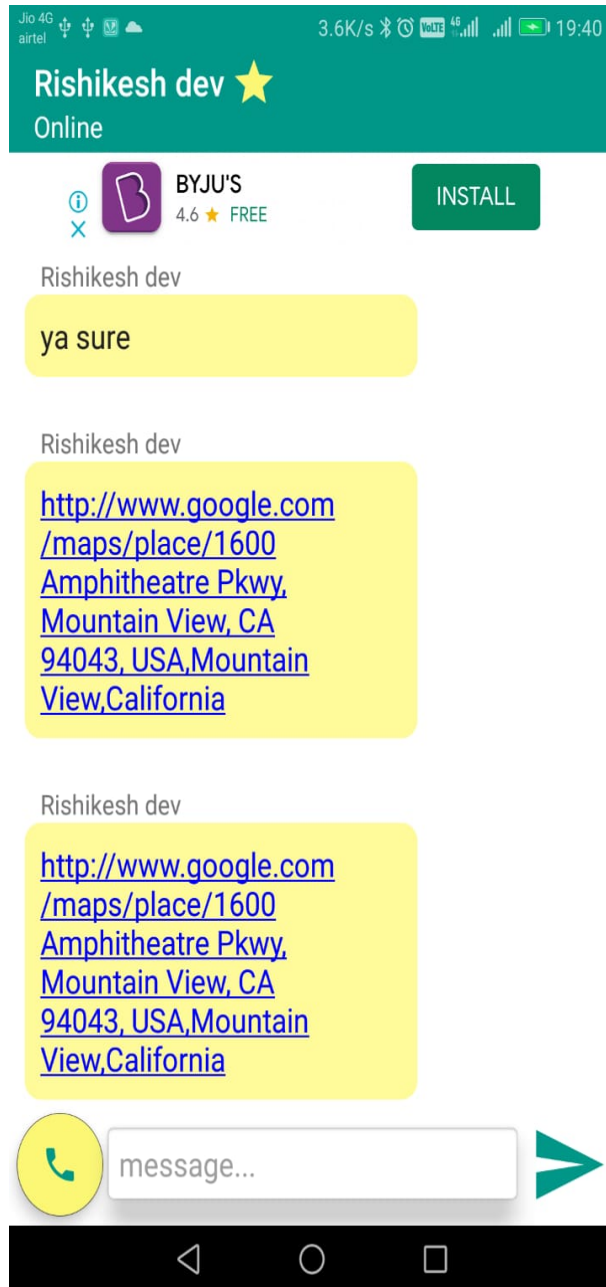 Jio 4G
airtel
3.6K/s VoLTE 4G 19:40
Rishikesh dev
Online
BYJU'S
4.6 ★ FREE
INSTALL
Rishikesh dev
ya sure
Rishikesh dev
http://www.google.com
/maps/place/1600
Amphitheatre Pkwy,
Mountain View, CA
94043, USA,Mountain
View,California
Rishikesh dev
http://www.google.com
/maps/place/1600
Amphitheatre Pkwy,
Mountain View, CA
94043, USA,Mountain
View,California
message...